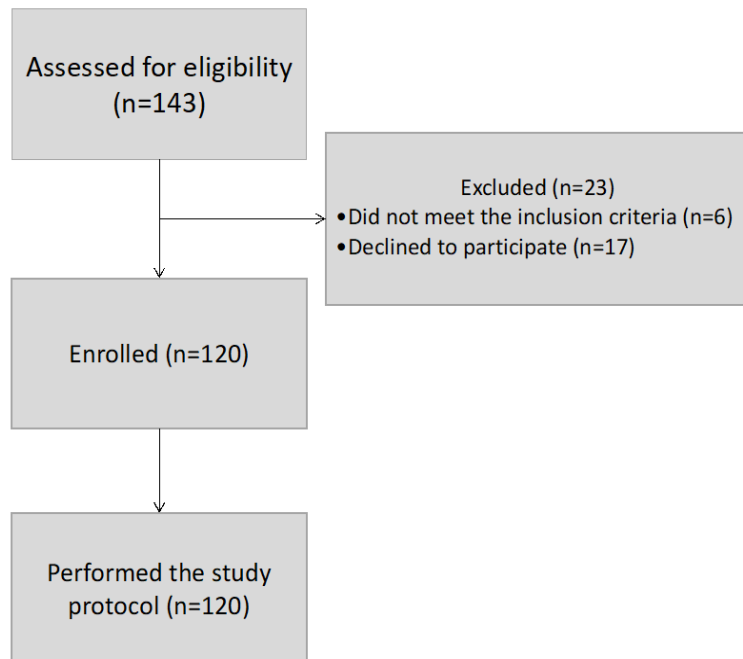 Assessed for eligibility
(n=143)
Excluded (n=23)
•Did not meet the inclusion criteria (n=6)
•Declined to participate (n=17)
Enrolled (n=120)
Performed the study
protocol (n=120)